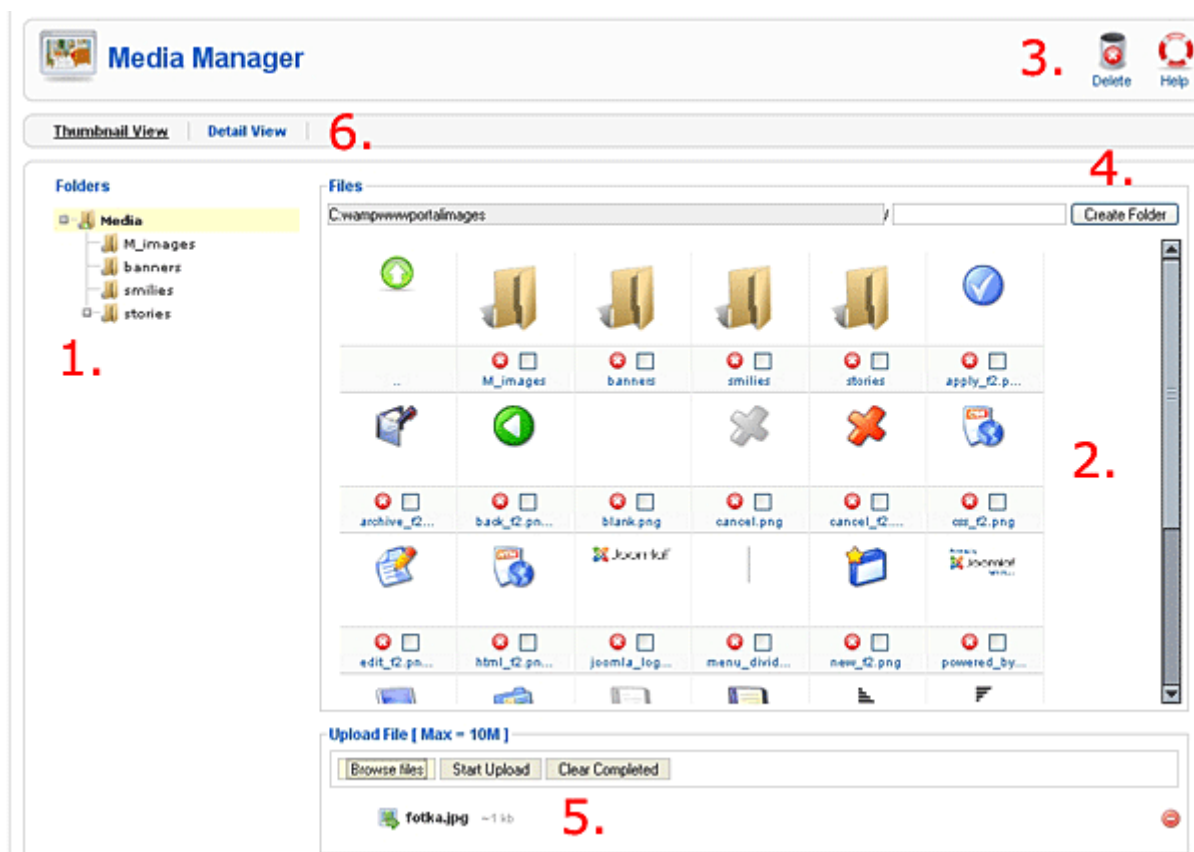 Media Manager
3.
Delete
Help
Thumbnail View
Detail View
6.
4.
Folders
Files
C:wampwwwportalimages
/
Create Folder
Media
M_images
banners
smilies
stories
1.
..
M_images
banners
smilies
stories
apply_f2.p...
2.
archive_f2...
back_f2.pn...
blank.png
cancel.png
cancel_f2....
css_f2.png
Joomla!
Joomla!
edit_f2.pn...
html_f2.pn...
joomla_log...
menu_divid...
new_f2.png
powered_by...
Upload File [ Max = 10M ]
Browse files
Start Upload
Clear Completed
fotka.jpg
~1 kb
5.